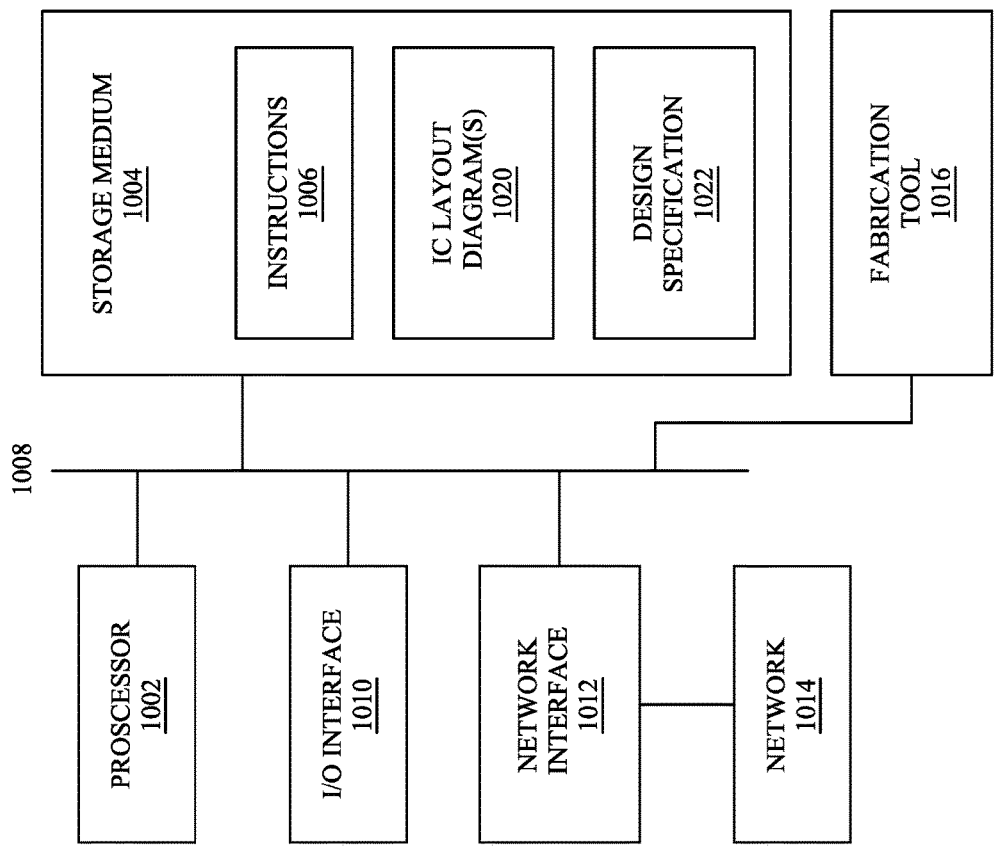 1008
PROSCESSOR
1002
I/O INTERFACE
1010
NETWORK
INTERFACE
1012
NETWORK
1014
STORAGE MEDIUM
1004
INSTRUCTIONS
1006
IC LAYOUT
DIAGRAM(S)
1020
DESIGN
SPECIFICATION
1022
FABRICATION
TOOL
1016